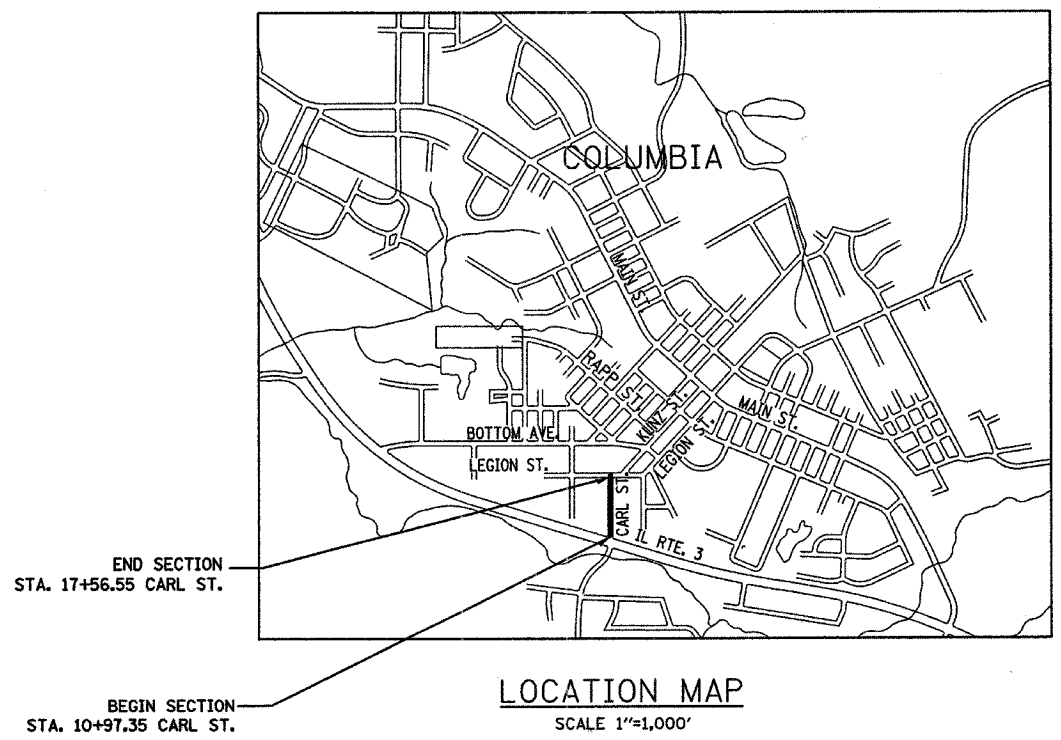 COLUMBIA
MAIN ST.
RAPP ST.
KUNZ ST.
MAIN ST.
LEGION ST.
BOTTOM AVE.
LEGION ST.
CARL ST.
IL RTE. 3
END SECTION
STA. 17+56.55 CARL ST.
BEGIN SECTION
STA. 10+97.35 CARL ST.
LOCATION MAP
SCALE 1"=1,000'